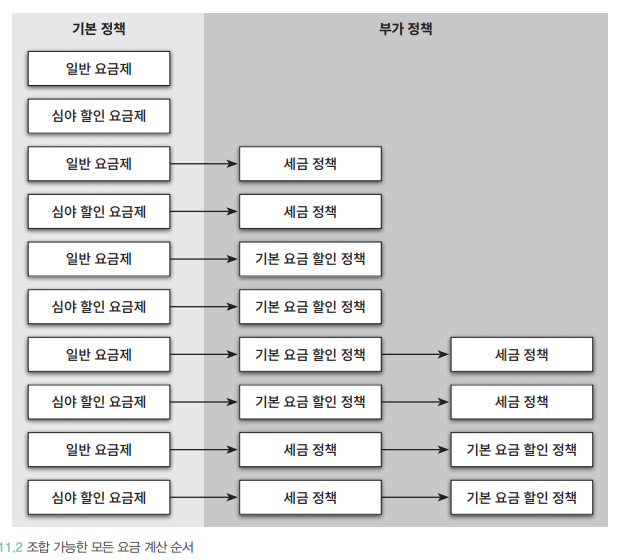 기본 정책 부가 정책
일반 요금제
심야 할인 요금제
일반 요금제 세금 정책
심야 할인 요금제 세금 정책
일반 요금제 기본 요금 할인 정책
심야 할인 요금제 기본 요금 할인 정책
일반 요금제 기본 요금 할인 정책 세금 정책
심야 할인 요금제 기본 요금 할인 정책 세금 정책
일반 요금제 세금 정책 기본 요금 할인 정책
심야 할인 요금제 세금 정책 기본 요금 할인 정책
11.2 조합 가능한 모든 요금 계산 순서